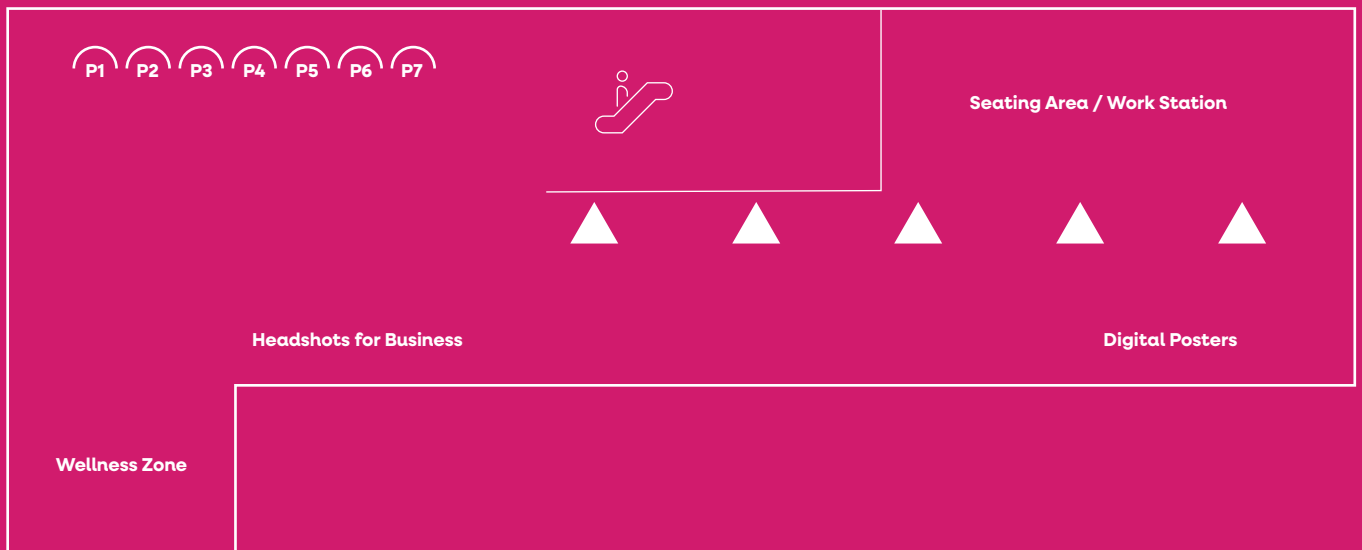 P1 P2 P3 P4 P5 P6 P7
Seating Area / Work Station
Headshots for Business
Digital Posters
Wellness Zone